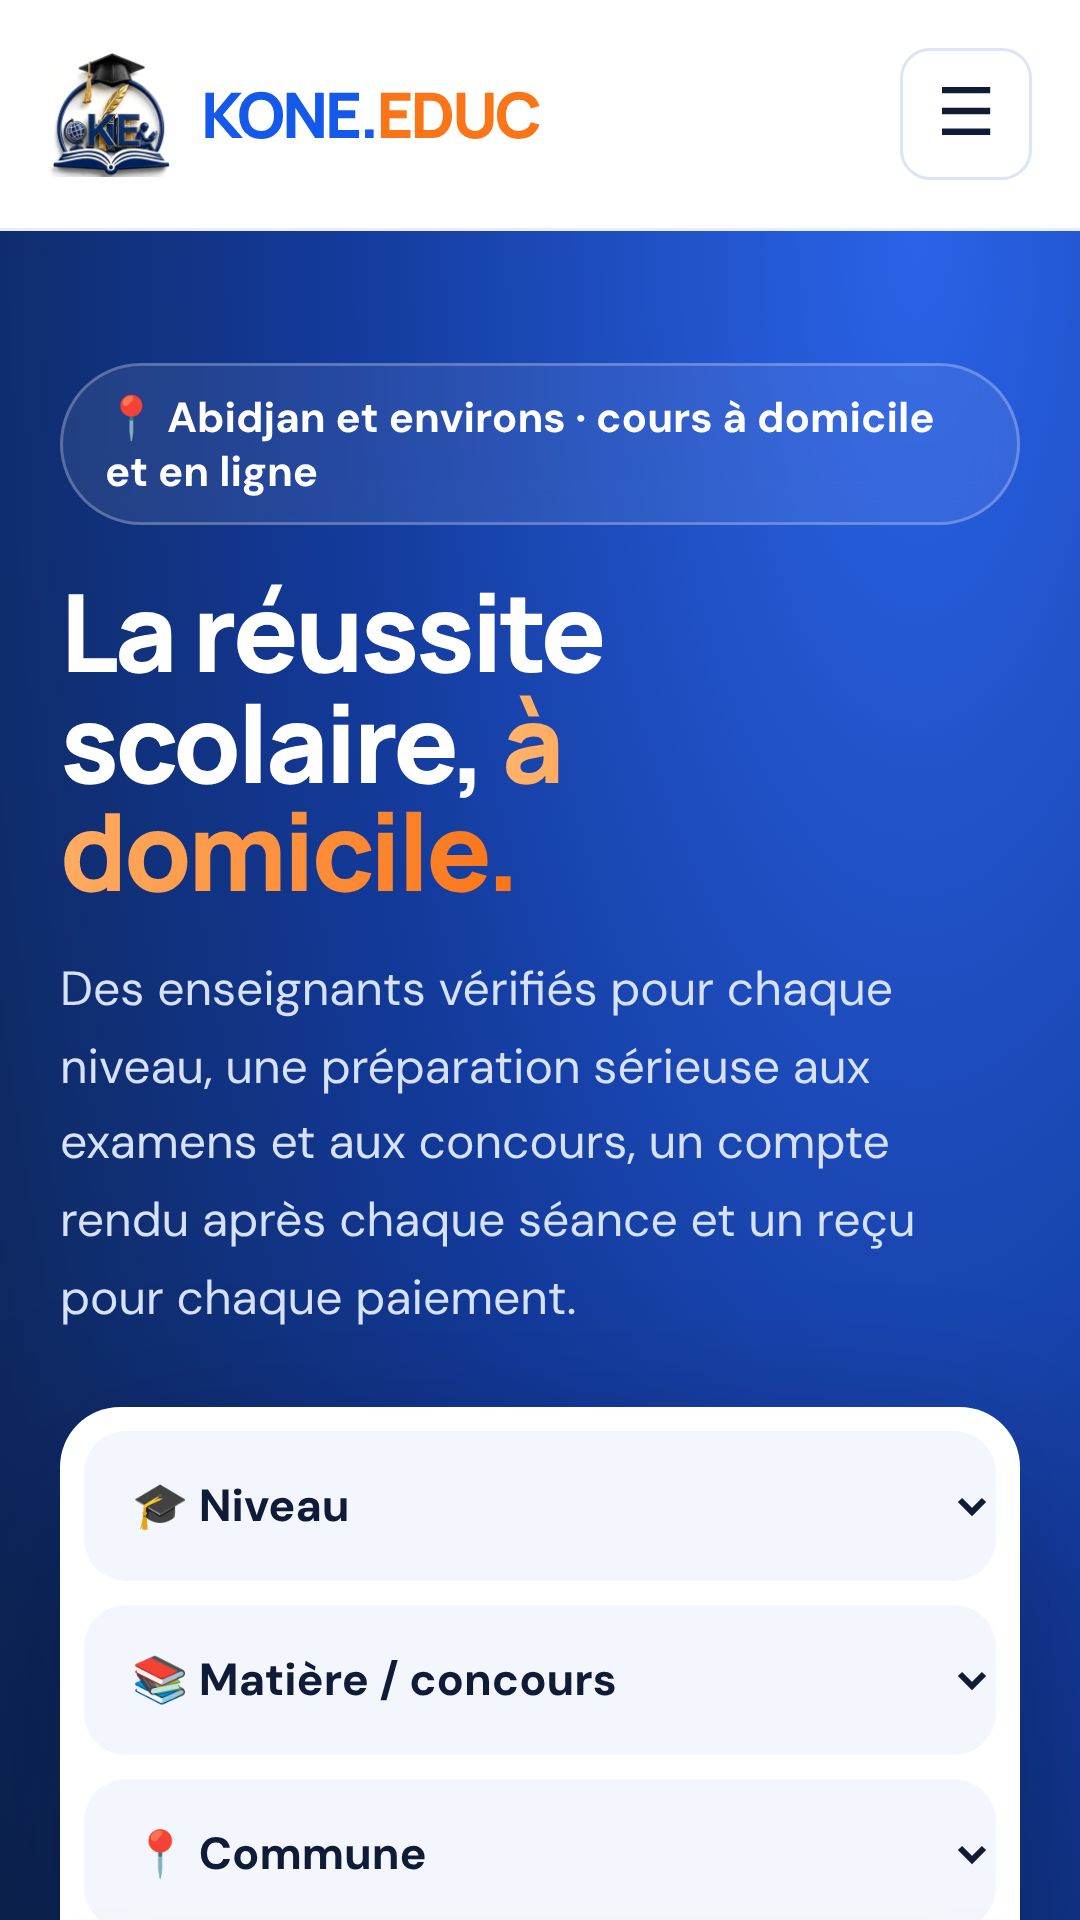 KE
KONE.EDUC
Abidjan et environs · cours à domicile
et en ligne
La réussite
scolaire, à
domicile.
Des enseignants vérifiés pour chaque
niveau, une préparation sérieuse aux
examens et aux concours, un compte
rendu après chaque séance et un reçu
pour chaque paiement.
Niveau
Matière / concours
Commune